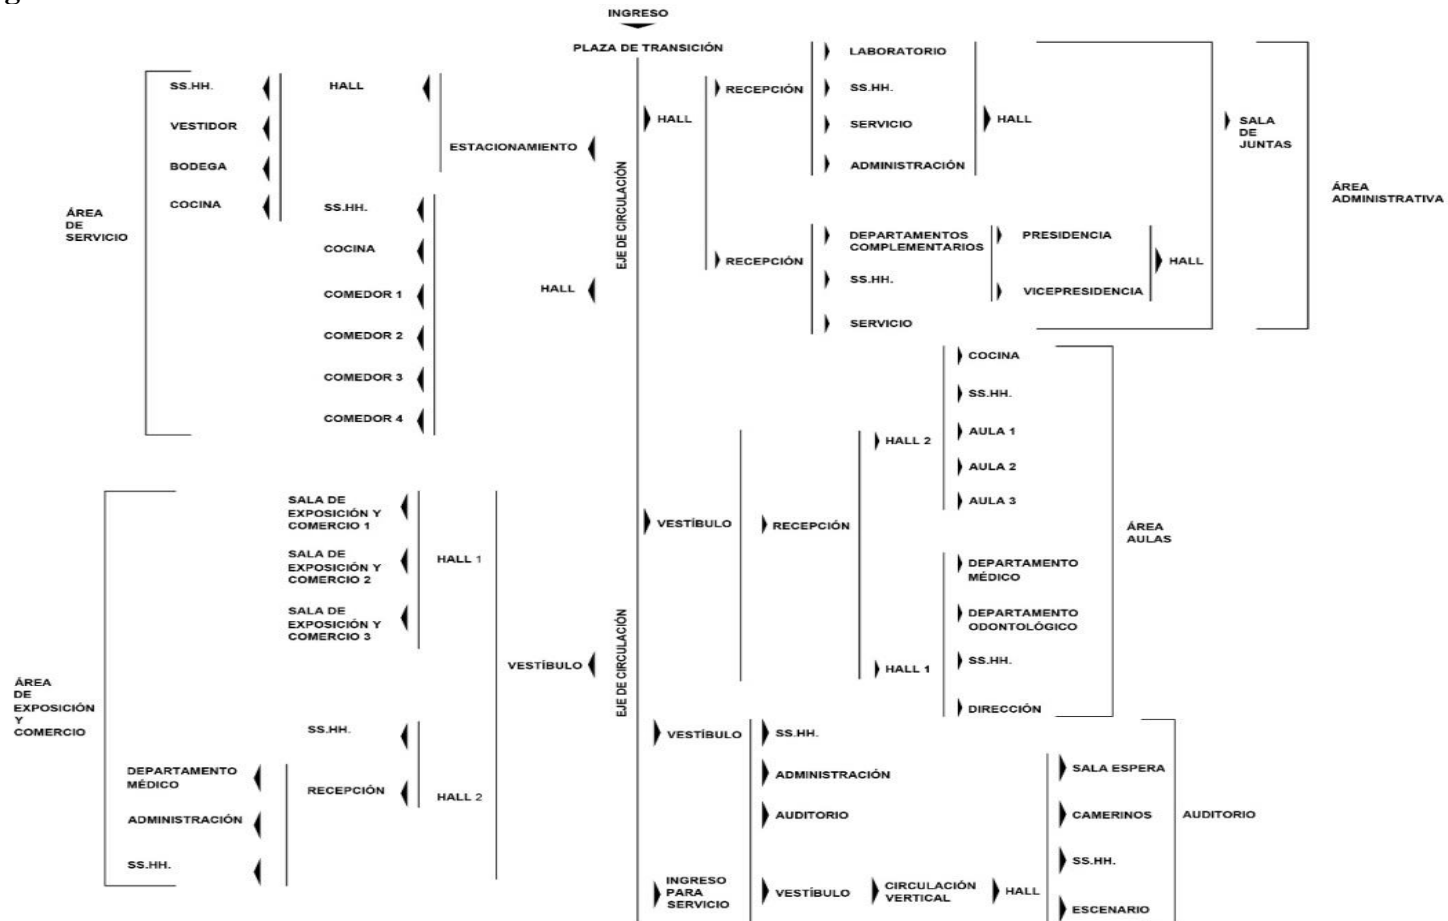 INGRESO
PLAZA DE TRANSICIÓN
EJE DE CIRCULACIÓN
EJE DE CIRCULACIÓN
ÁREA
DE
SERVICIO
SS.HH.
VESTIDOR
BODEGA
COCINA
HALL
ESTACIONAMIENTO
SS.HH.
COCINA
COMEDOR 1
COMEDOR 2
COMEDOR 3
COMEDOR 4
HALL
HALL
RECEPCIÓN
LABORATORIO
SS.HH.
SERVICIO
ADMINISTRACIÓN
HALL
RECEPCIÓN
DEPARTAMENTOS
COMPLEMENTARIOS
SS.HH.
SERVICIO
PRESIDENCIA
VICEPRESIDENCIA
HALL
SALA
DE
JUNTAS
ÁREA
ADMINISTRATIVA
VESTÍBULO
RECEPCIÓN
HALL 2
COCINA
SS.HH.
AULA 1
AULA 2
AULA 3
HALL 1
DEPARTAMENTO
MÉDICO
DEPARTAMENTO
ODONTOLÓGICO
SS.HH.
DIRECCIÓN
ÁREA
AULAS
ÁREA
DE
EXPOSICIÓN
Y
COMERCIO
SALA DE
EXPOSICIÓN Y
COMERCIO 1
SALA DE
EXPOSICIÓN Y
COMERCIO 2
SALA DE
EXPOSICIÓN Y
COMERCIO 3
HALL 1
VESTÍBULO
SS.HH.
RECEPCIÓN
HALL 2
DEPARTAMENTO
MÉDICO
ADMINISTRACIÓN
SS.HH.
VESTÍBULO
SS.HH.
ADMINISTRACIÓN
AUDITORIO
INGRESO
PARA
SERVICIO
VESTÍBULO
CIRCULACIÓN
VERTICAL
HALL
SALA ESPERA
CAMERINOS
SS.HH.
ESCENARIO
AUDITORIO